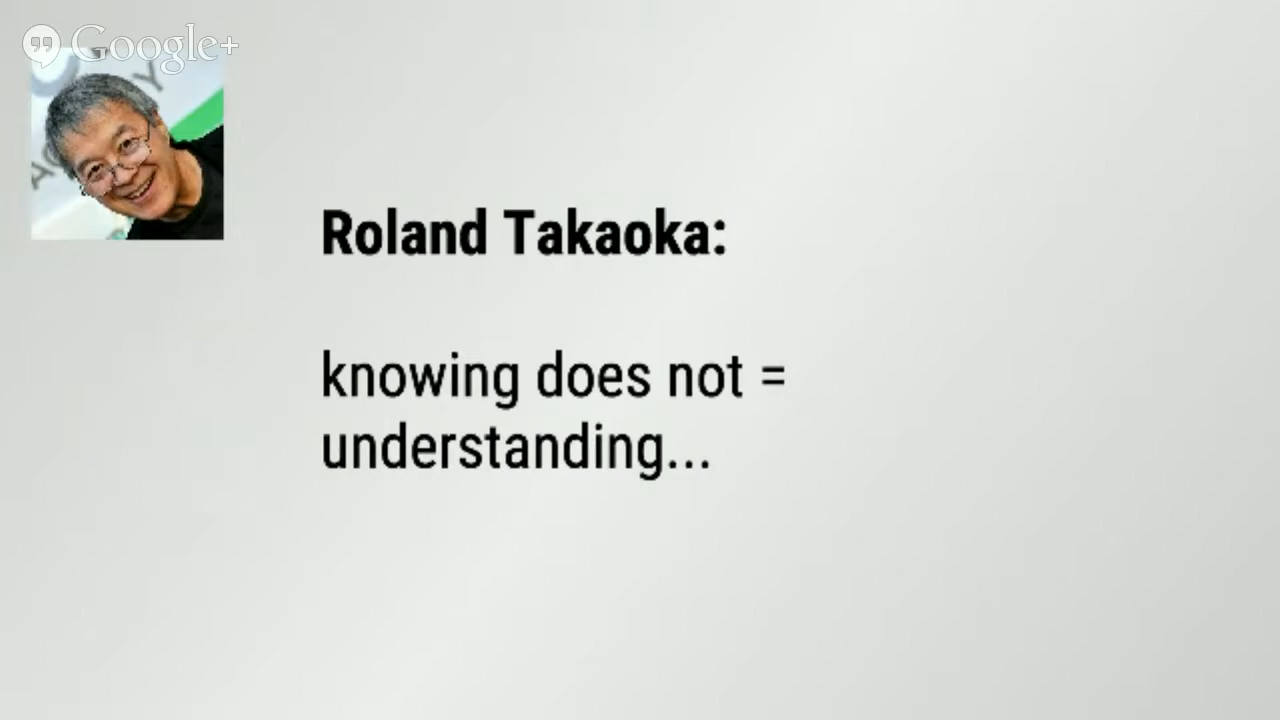 Google+
Roland Takaoka:
knowing does not =
understanding...